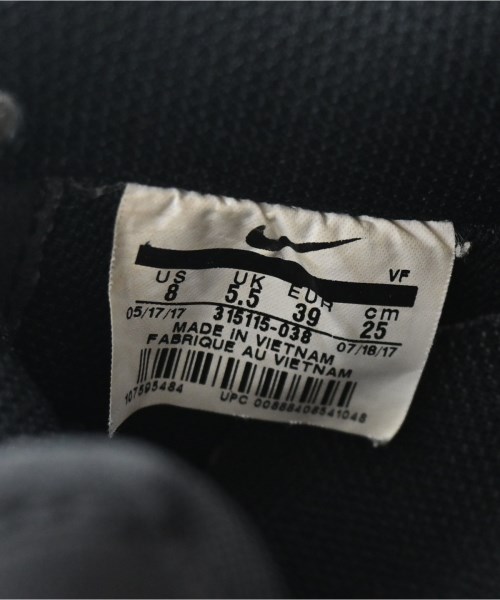 VF
US UK EUR cm
8 5.5 39 25
05/17/17 315115-038 07/18/17
MADE IN VIETNAM
FABRIQUE AU VIETNAM
107595484 UPC 00888408541048